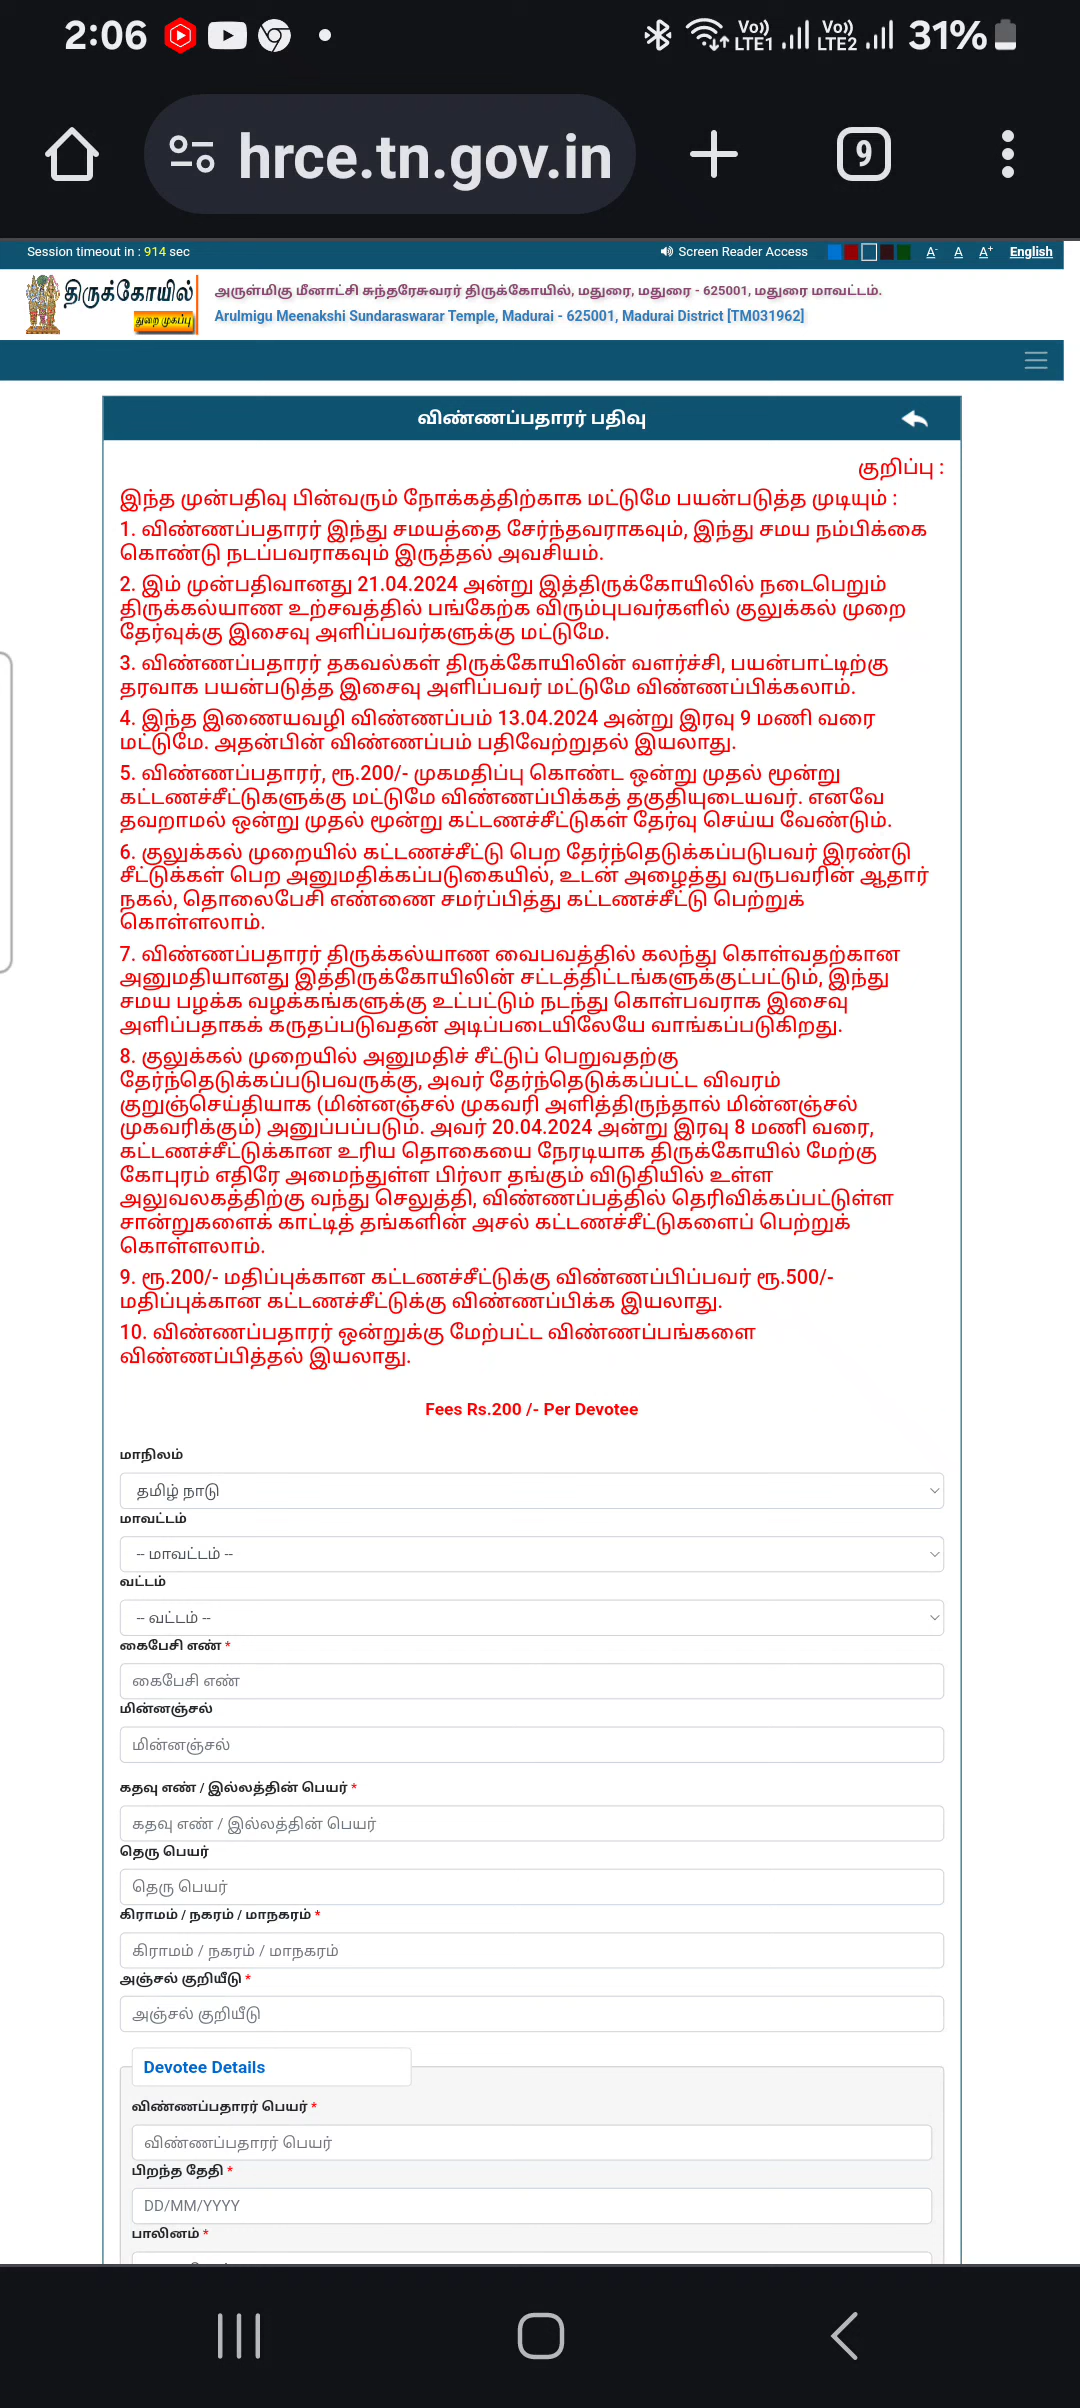 2:06
Vo)) LTE1 Vo)) LTE2 31%
hrce.tn.gov.in
9
Session timeout in : 914 sec
Screen Reader Access A- A A+ English
திருக்கோயில்
துறை முகப்பு
அருள்மிகு மீனாட்சி சுந்தரேசுவரர் திருக்கோயில், மதுரை, மதுரை - 625001, மதுரை மாவட்டம்.
Arulmigu Meenakshi Sundaraswarar Temple, Madurai - 625001, Madurai District [TM031962]
விண்ணப்பதாரர் பதிவு
குறிப்பு :
இந்த முன்பதிவு பின்வரும் நோக்கத்திற்காக மட்டுமே பயன்படுத்த முடியும் :
1. விண்ணப்பதாரர் இந்து சமயத்தை சேர்ந்தவராகவும், இந்து சமய நம்பிக்கை
கொண்டு நடப்பவராகவும் இருத்தல் அவசியம்.
2. இம் முன்பதிவானது 21.04.2024 அன்று இத்திருக்கோயிலில் நடைபெறும்
திருக்கல்யாண உற்சவத்தில் பங்கேற்க விரும்புபவர்களில் குலுக்கல் முறை
தேர்வுக்கு இசைவு அளிப்பவர்களுக்கு மட்டுமே.
3. விண்ணப்பதாரர் தகவல்கள் திருக்கோயிலின் வளர்ச்சி, பயன்பாட்டிற்கு
தரவாக பயன்படுத்த இசைவு அளிப்பவர் மட்டுமே விண்ணப்பிக்கலாம்.
4. இந்த இணையவழி விண்ணப்பம் 13.04.2024 அன்று இரவு 9 மணி வரை
மட்டுமே. அதன்பின் விண்ணப்பம் பதிவேற்றுதல் இயலாது.
5. விண்ணப்பதாரர், ரூ.200/- முகமதிப்பு கொண்ட ஒன்று முதல் மூன்று
கட்டணச்சீட்டுகளுக்கு மட்டுமே விண்ணப்பிக்கத் தகுதியுடையவர். எனவே
தவறாமல் ஒன்று முதல் மூன்று கட்டணச்சீட்டுகள் தேர்வு செய்ய வேண்டும்.
6. குலுக்கல் முறையில் கட்டணச்சீட்டு பெற தேர்ந்தெடுக்கப்படுபவர் இரண்டு
சீட்டுக்கள் பெற அனுமதிக்கப்படுகையில், உடன் அழைத்து வருபவரின் ஆதார்
நகல், தொலைபேசி எண்ணை சமர்ப்பித்து கட்டணச்சீட்டு பெற்றுக்
கொள்ளலாம்.
7. விண்ணப்பதாரர் திருக்கல்யாண வைபவத்தில் கலந்து கொள்வதற்கான
அனுமதியானது இத்திருக்கோயிலின் சட்டத்திட்டங்களுக்குட்பட்டும், இந்து
சமய பழக்க வழக்கங்களுக்கு உட்பட்டும் நடந்து கொள்பவராக இசைவு
அளிப்பதாகக் கருதப்படுவதன் அடிப்படையிலேயே வாங்கப்படுகிறது.
8. குலுக்கல் முறையில் அனுமதிச் சீட்டுப் பெறுவதற்கு
தேர்ந்தெடுக்கப்படுபவருக்கு, அவர் தேர்ந்தெடுக்கப்பட்ட விவரம்
குறுஞ்செய்தியாக (மின்னஞ்சல் முகவரி அளித்திருந்தால் மின்னஞ்சல்
முகவரிக்கும்) அனுப்பப்படும். அவர் 20.04.2024 அன்று இரவு 8 மணி வரை,
கட்டணச்சீட்டுக்கான உரிய தொகையை நேரடியாக திருக்கோயில் மேற்கு
கோபுரம் எதிரே அமைந்துள்ள பிர்லா தங்கும் விடுதியில் உள்ள
அலுவலகத்திற்கு வந்து செலுத்தி, விண்ணப்பத்தில் தெரிவிக்கப்பட்டுள்ள
சான்றுகளைக் காட்டித் தங்களின் அசல் கட்டணச்சீட்டுகளைப் பெற்றுக்
கொள்ளலாம்.
9. ரூ.200/- மதிப்புக்கான கட்டணச்சீட்டுக்கு விண்ணப்பிப்பவர் ரூ.500/-
மதிப்புக்கான கட்டணச்சீட்டுக்கு விண்ணப்பிக்க இயலாது.
10. விண்ணப்பதாரர் ஒன்றுக்கு மேற்பட்ட விண்ணப்பங்களை
விண்ணப்பித்தல் இயலாது.
Fees Rs.200 /- Per Devotee
மாநிலம்
தமிழ் நாடு
மாவட்டம்
-- மாவட்டம் --
வட்டம்
-- வட்டம் --
கைபேசி எண் *
கைபேசி எண்
மின்னஞ்சல்
மின்னஞ்சல்
கதவு எண் / இல்லத்தின் பெயர் *
கதவு எண் / இல்லத்தின் பெயர்
தெரு பெயர்
தெரு பெயர்
கிராமம் / நகரம் / மாநகரம் *
கிராமம் / நகரம் / மாநகரம்
அஞ்சல் குறியீடு *
அஞ்சல் குறியீடு
Devotee Details
விண்ணப்பதாரர் பெயர் *
விண்ணப்பதாரர் பெயர்
பிறந்த தேதி *
DD/MM/YYYY
பாலினம் *